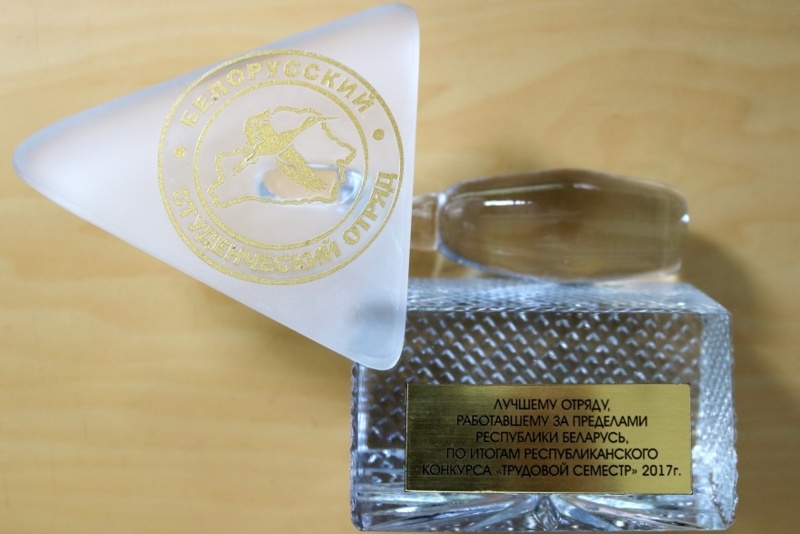 БЕЛОРУССКИЙ
СТУДЕНЧЕСКИЙ ОТРЯД
ЛУЧШЕМУ ОТРЯДУ,
РАБОТАВШЕМУ ЗА ПРЕДЕЛАМИ
РЕСПУБЛИКИ БЕЛАРУСЬ,
ПО ИТОГАМ РЕСПУБЛИКАНСКОГО
КОНКУРСА «ТРУДОВОЙ СЕМЕСТР» 2017г.